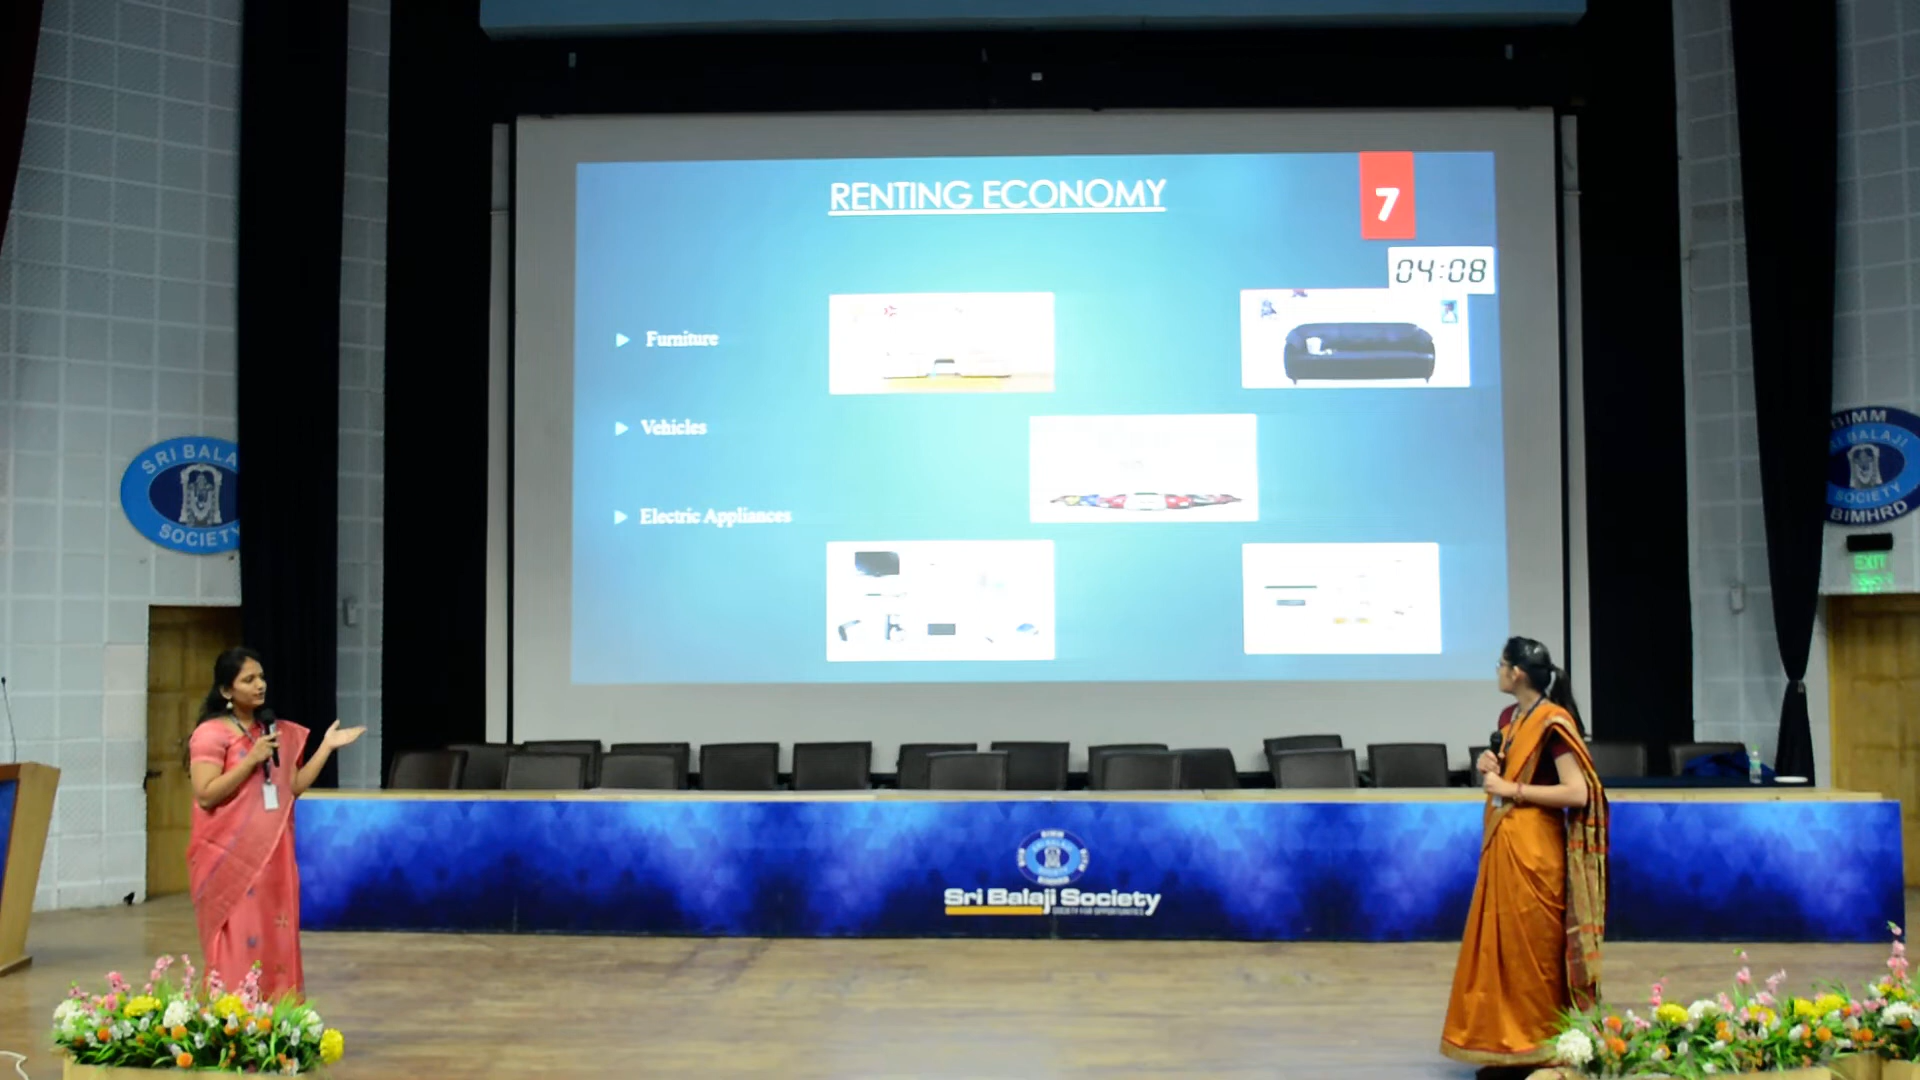 RENTING ECONOMY
7
04:08
Furniture
Vehicles
Electric Appliances
SRI BALA
SOCIETY
BIMM
BALAJI
SOCIETY
BIMHRD
EXIT
Sri Balaji Society